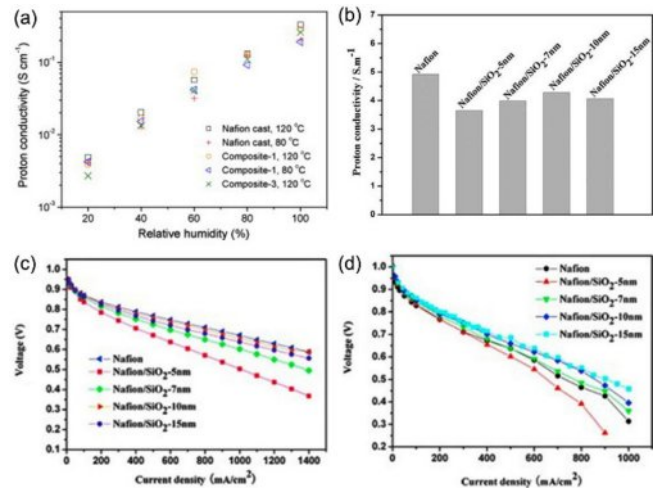 (a)
Proton conductivity (S cm⁻¹)
10⁻¹
10⁻²
10⁻³
Nafion cast, 120 °C
Nafion cast, 80 °C
Composite-1, 120 °C
Composite-1, 80 °C
Composite-3, 120 °C
20 40 60 80 100
Relative humidity (%)
(b)
Proton conductivity / S.m⁻¹
7
6
5
4
3
2
1
0
Nafion
Nafion/SiO₂-5nm
Nafion/SiO₂-7nm
Nafion/SiO₂-10nm
Nafion/SiO₂-15nm
(c)
Voltage (V)
1.0
0.9
0.8
0.7
0.6
0.5
0.4
0.3
0.2
Nafion
Nafion/SiO₂-5nm
Nafion/SiO₂-7nm
Nafion/SiO₂-10nm
Nafion/SiO₂-15nm
0 200 400 600 800 1000 1200 1400
Current density (mA/cm²)
(d)
Voltage (V)
1.0
0.9
0.8
0.7
0.6
0.5
0.4
0.3
0.2
Nafion
Nafion/SiO₂-5nm
Nafion/SiO₂-7nm
Nafion/SiO₂-10nm
Nafion/SiO₂-15nm
0 200 400 600 800 1000
Current density (mA/cm²)